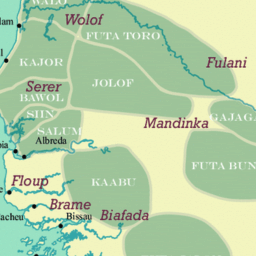 WALO
Wolof
FUTA TORO
KAJOR
JOLOF
Fulani
Serer
BAWOL
SIIN
Mandinka
GAJAGA
SALUM
Albreda
FUTA BUN
Floup
KAABU
Brame
Bissau
Biafada